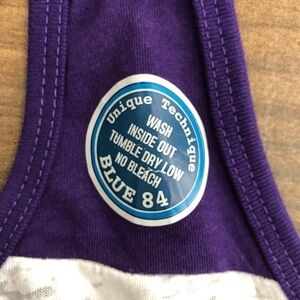 Unique Technique
WASH
INSIDE OUT
TUMBLE DRY LOW
NO BLEACH
BLUE 84